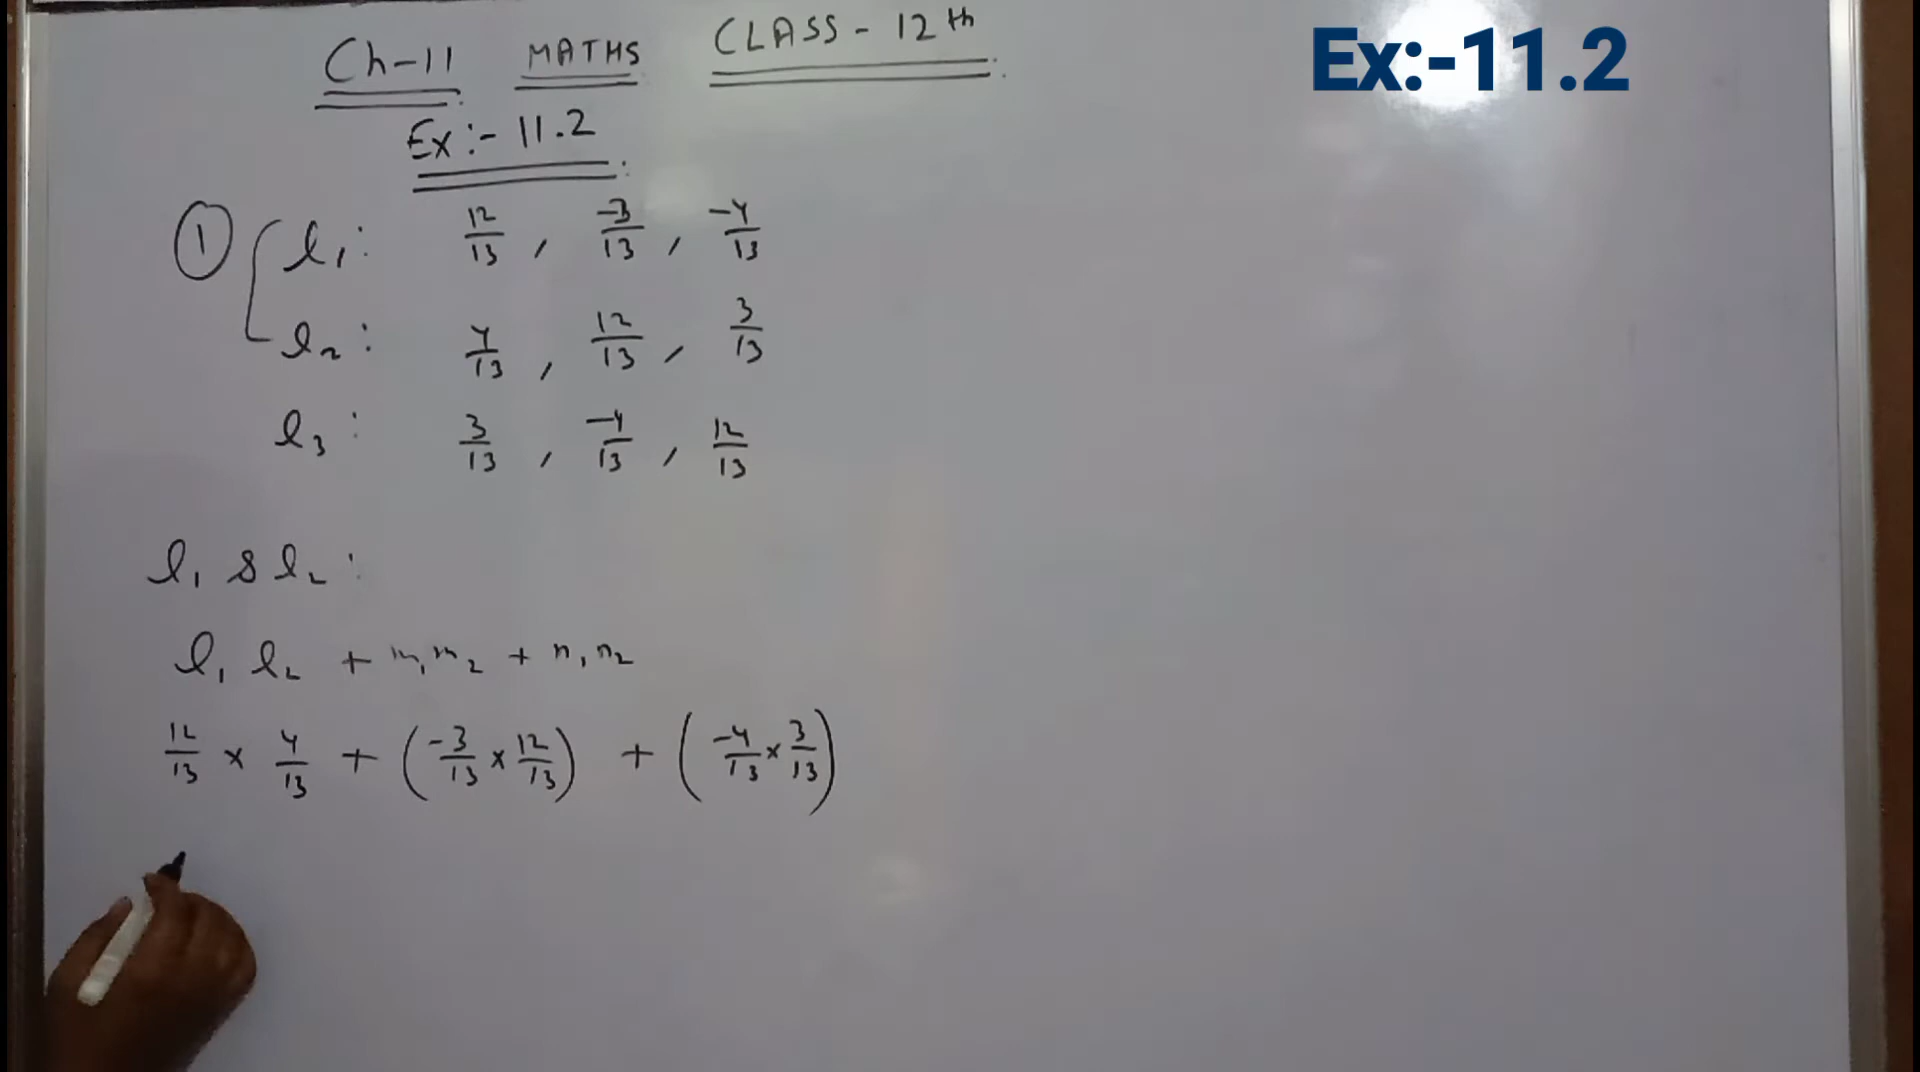 Ch-11 MATHS CLASS - 12th
Ex:-11.2
Ex:- 11.2
① l₁: 12/13, -3/13, -4/13
l₂: 4/13, 12/13, 3/13
l₃: 3/13, -4/13, 12/13
l₁ & l₂:
l₁ l₂ + m₁m₂ + n₁n₂
12/13 × 4/13 + (-3/13 × 12/13) + (-4/13 × 3/13)